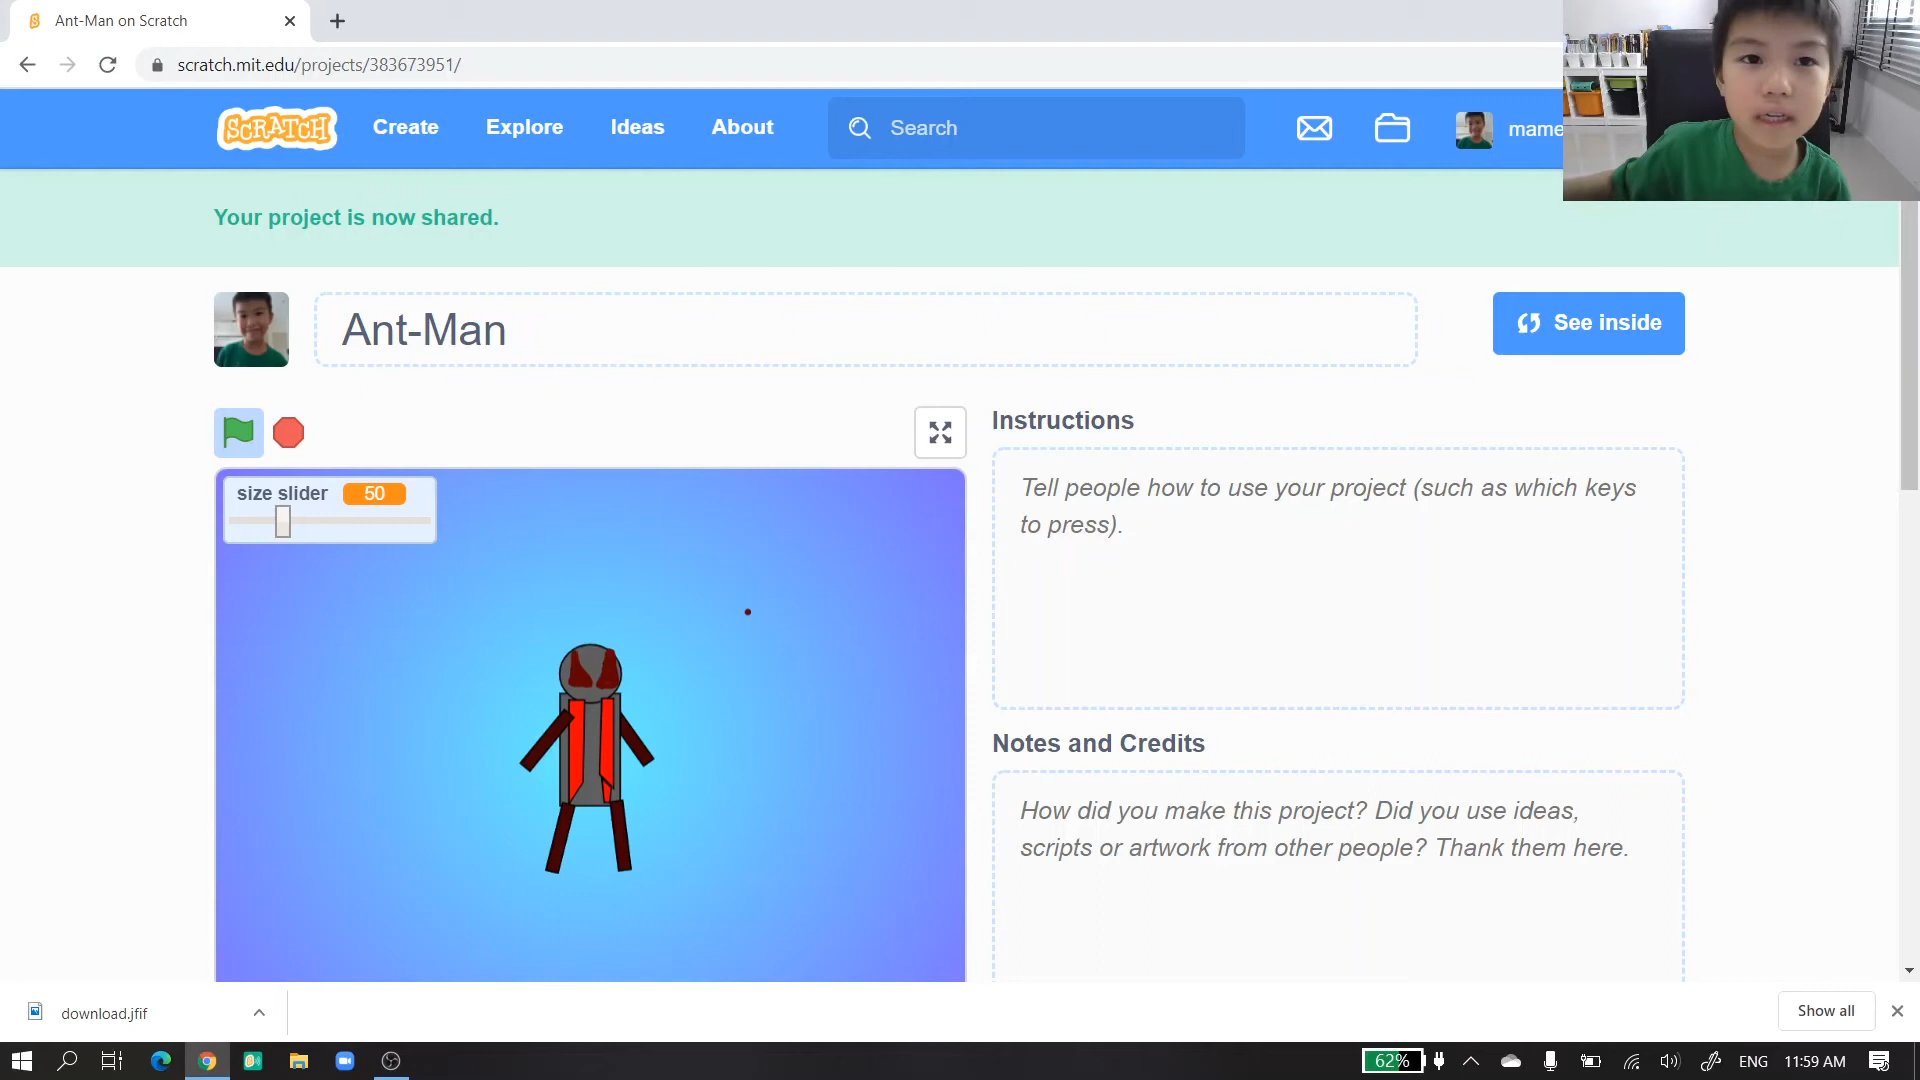 Ant-Man on Scratch
scratch.mit.edu/projects/383673951/
SCRATCH
Create
Explore
Ideas
About
Search
mame
Your project is now shared.
Ant-Man
See inside
size slider 50
Instructions
Tell people how to use your project (such as which keys
to press).
Notes and Credits
How did you make this project? Did you use ideas,
scripts or artwork from other people? Thank them here.
download.jfif
Show all
62%
ENG
11:59 AM